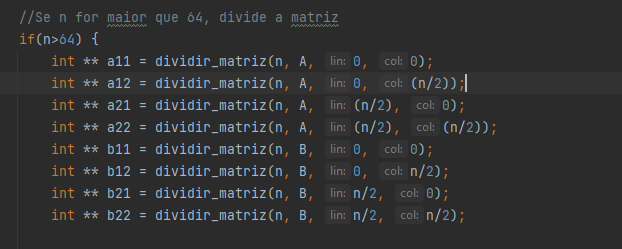 //Se n for maior que 64, divide a matriz
if(n>64) {
int ** a11 = dividir_matriz(n, A, lin: 0, col: 0);
int ** a12 = dividir_matriz(n, A, lin: 0, col: (n/2));
int ** a21 = dividir_matriz(n, A, lin: (n/2), col: 0);
int ** a22 = dividir_matriz(n, A, lin: (n/2), col: (n/2));
int ** b11 = dividir_matriz(n, B, lin: 0, col: 0);
int ** b12 = dividir_matriz(n, B, lin: 0, col: n/2);
int ** b21 = dividir_matriz(n, B, lin: n/2, col: 0);
int ** b22 = dividir_matriz(n, B, lin: n/2, col: n/2);